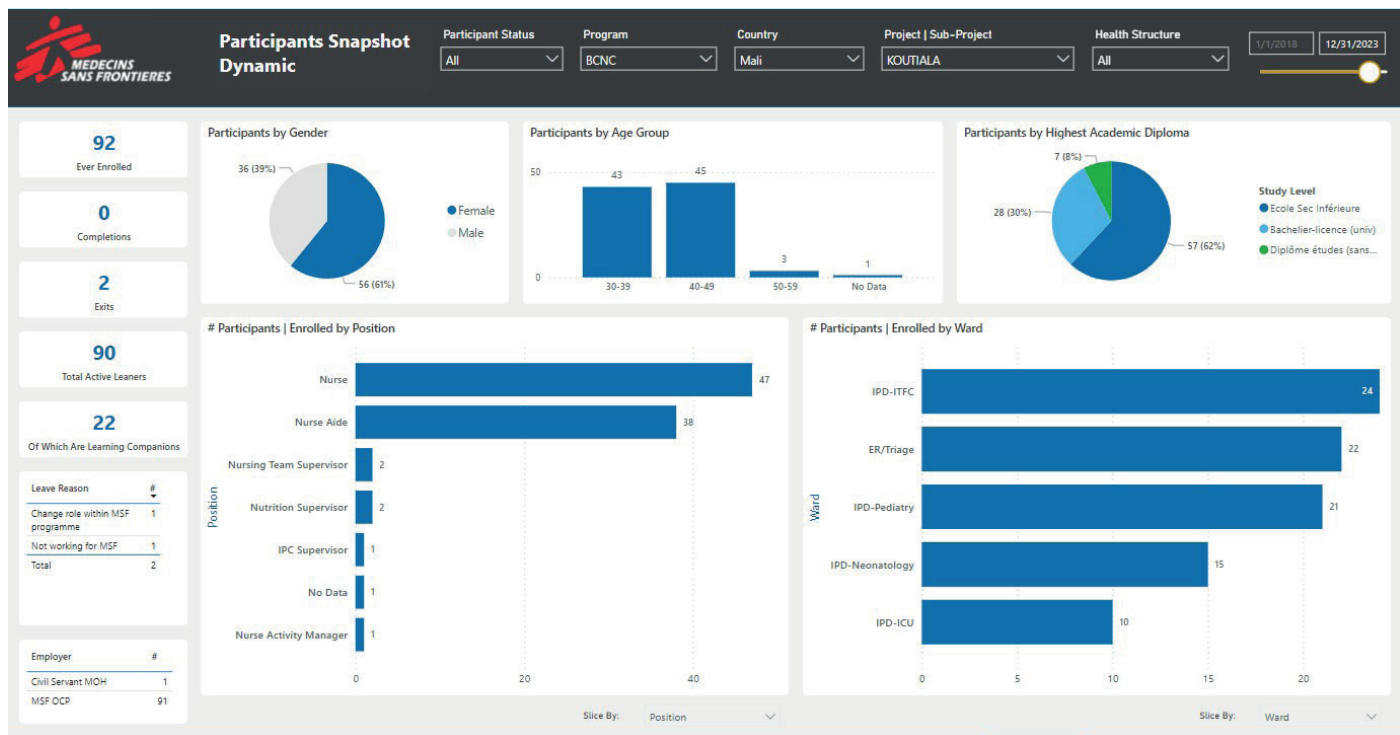 MEDECINS
SANS FRONTIERES
Participants Snapshot
Dynamic
Participant Status
All
Program
BCNC
Country
Mali
Project | Sub-Project
KOUTIALA
Health Structure
All
1/1/2018
12/31/2023
92
Ever Enrolled
0
Completions
2
Exits
90
Total Active Leaners
22
Of Which Are Learning Companions
Leave Reason #
Change role within MSF 1
programme
Not working for MSF 1
Total 2
Employer #
Civil Servant MOH 1
MSF OCP 91
Participants by Gender
36 (39%)
56 (61%)
Female
Male
Participants by Age Group
50
0
43
45
3
1
30-39
40-49
50-59
No Data
Participants by Highest Academic Diploma
7 (8%)
28 (30%)
57 (62%)
Study Level
Ecole Sec Inférieure
Bachelier-licence (univ)
Diplôme études (sans...
# Participants | Enrolled by Position
Position
Nurse 47
Nurse Aide 38
Nursing Team Supervisor 2
Nutrition Supervisor 2
IPC Supervisor 1
No Data 1
Nurse Activity Manager 1
0 20 40
Slice By: Position
# Participants | Enrolled by Ward
Ward
IPD-ITFC 24
ER/Triage 22
IPD-Pediatry 21
IPD-Neonatology 15
IPD-ICU 10
0 5 10 15 20
Slice By: Ward